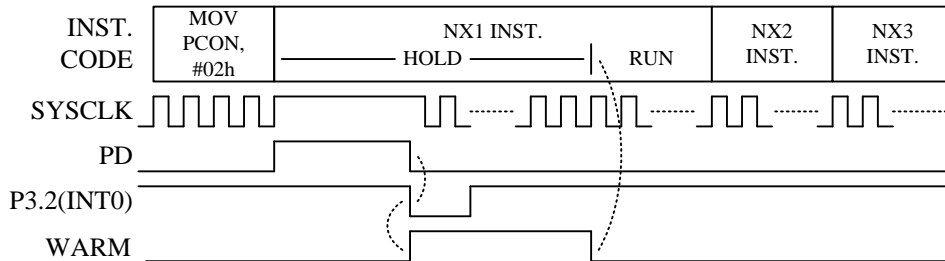 INST.
CODE
MOV
PCON,
#02h
NX1 INST.
HOLD
RUN
NX2
INST.
NX3
INST.
SYSCLK
PD
P3.2(INT0)
WARM